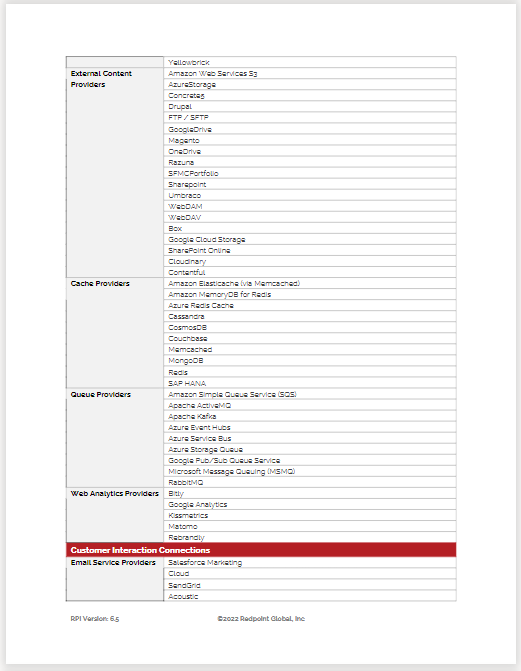 Yellowbrick
External Content Providers
Amazon Web Services S3
AzureStorage
Concrete5
Drupal
FTP / SFTP
GoogleDrive
Magento
OneDrive
Razuna
SFMCPortfolio
Sharepoint
Umbraco
WebDAM
WebDAV
Box
Google Cloud Storage
SharePoint Online
Cloudinary
Contentful
Cache Providers
Amazon Elasticache (via Memcached)
Amazon MemoryDB for Redis
Azure Redis Cache
Cassandra
CosmosDB
Couchbase
Memcached
MongoDB
Redis
SAP HANA
Queue Providers
Amazon Simple Queue Service (SQS)
Apache ActiveMQ
Apache Kafka
Azure Event Hubs
Azure Service Bus
Azure Storage Queue
Google Pub/Sub Queue Service
Microsoft Message Queuing (MSMQ)
RabbitMQ
Web Analytics Providers
Bitly
Google Analytics
Kissmetrics
Matomo
Rebrandly
Customer Interaction Connections
Email Service Providers
Salesforce Marketing
Cloud
SendGrid
Acoustic
RPI Version: 6.5
©2022 Redpoint Global, Inc.